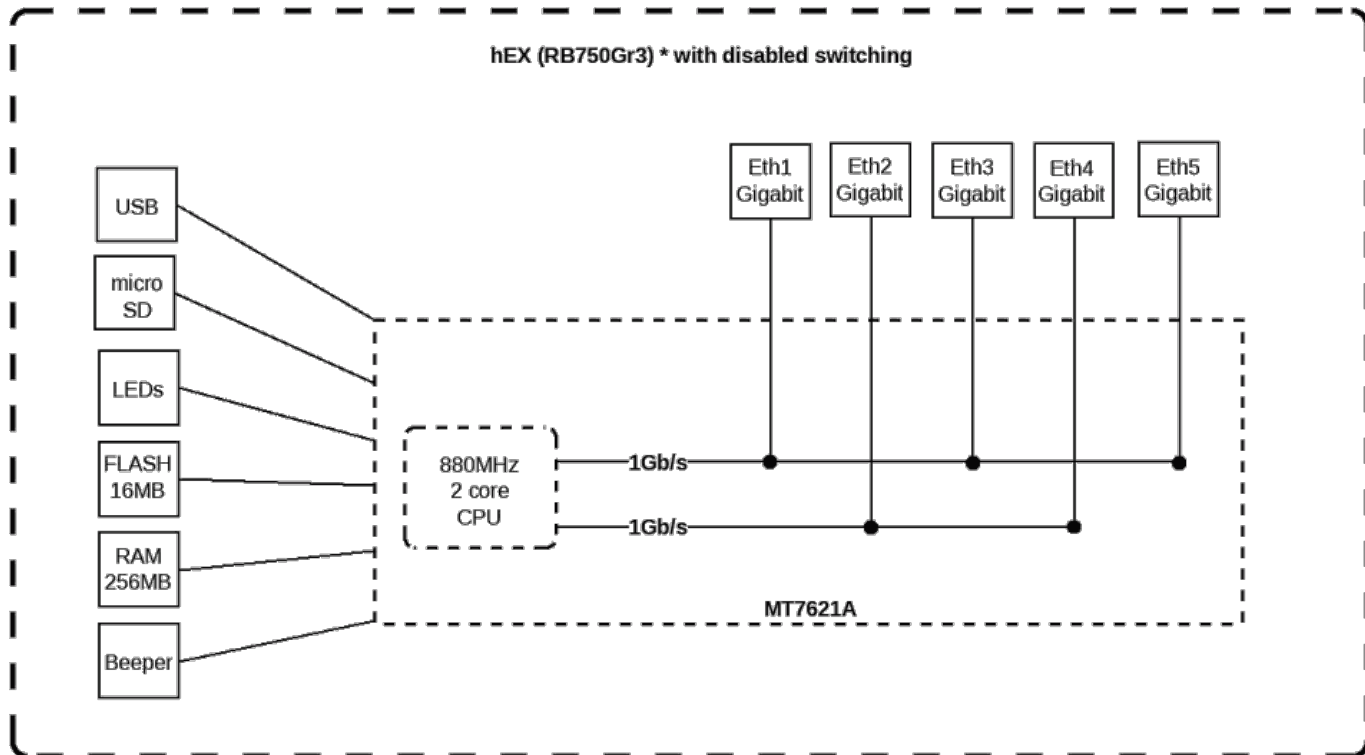 hEX (RB750Gr3) * with disabled switching
Eth1
Gigabit
Eth2
Gigabit
Eth3
Gigabit
Eth4
Gigabit
Eth5
Gigabit
USB
micro
SD
LEDs
FLASH
16MB
RAM
256MB
Beeper
880MHz
2 core
CPU
1Gb/s
1Gb/s
MT7621A